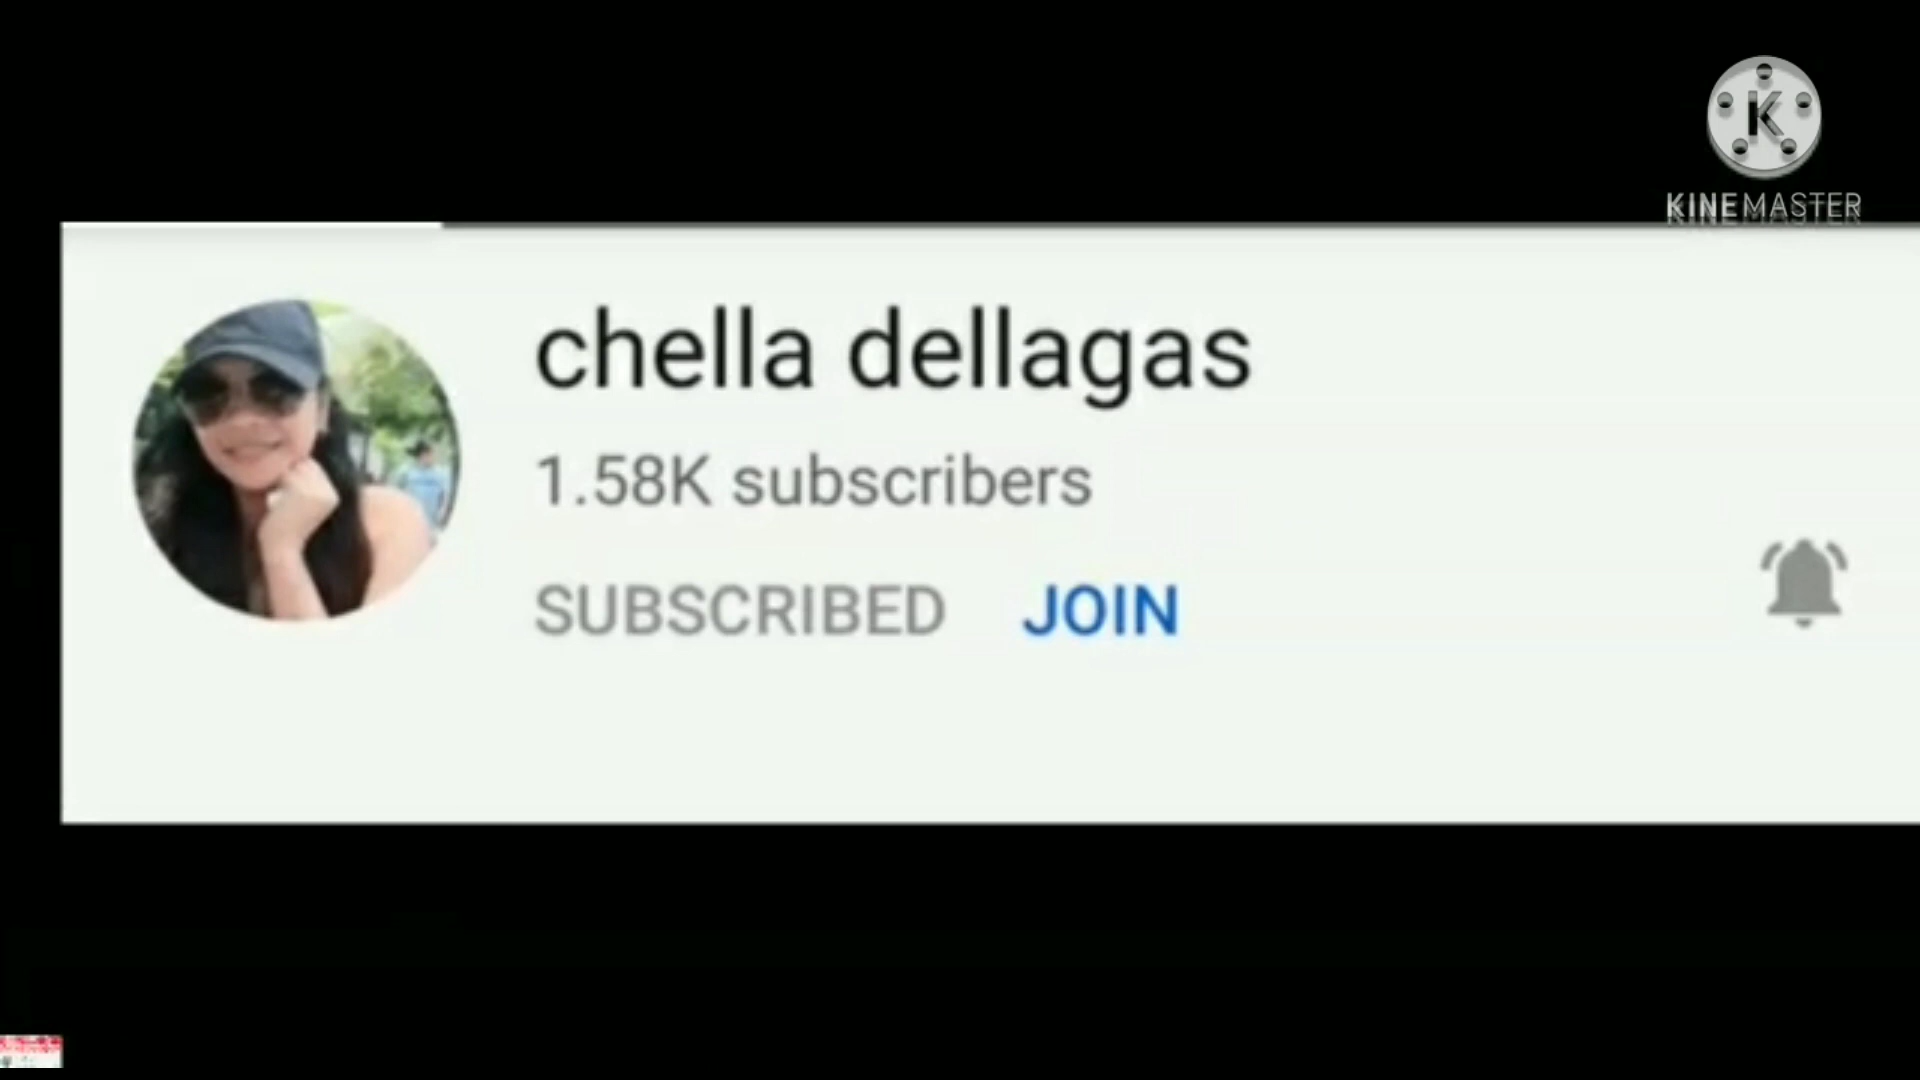 K
KINEMASTER
chella dellagas
1.58K subscribers
SUBSCRIBED JOIN